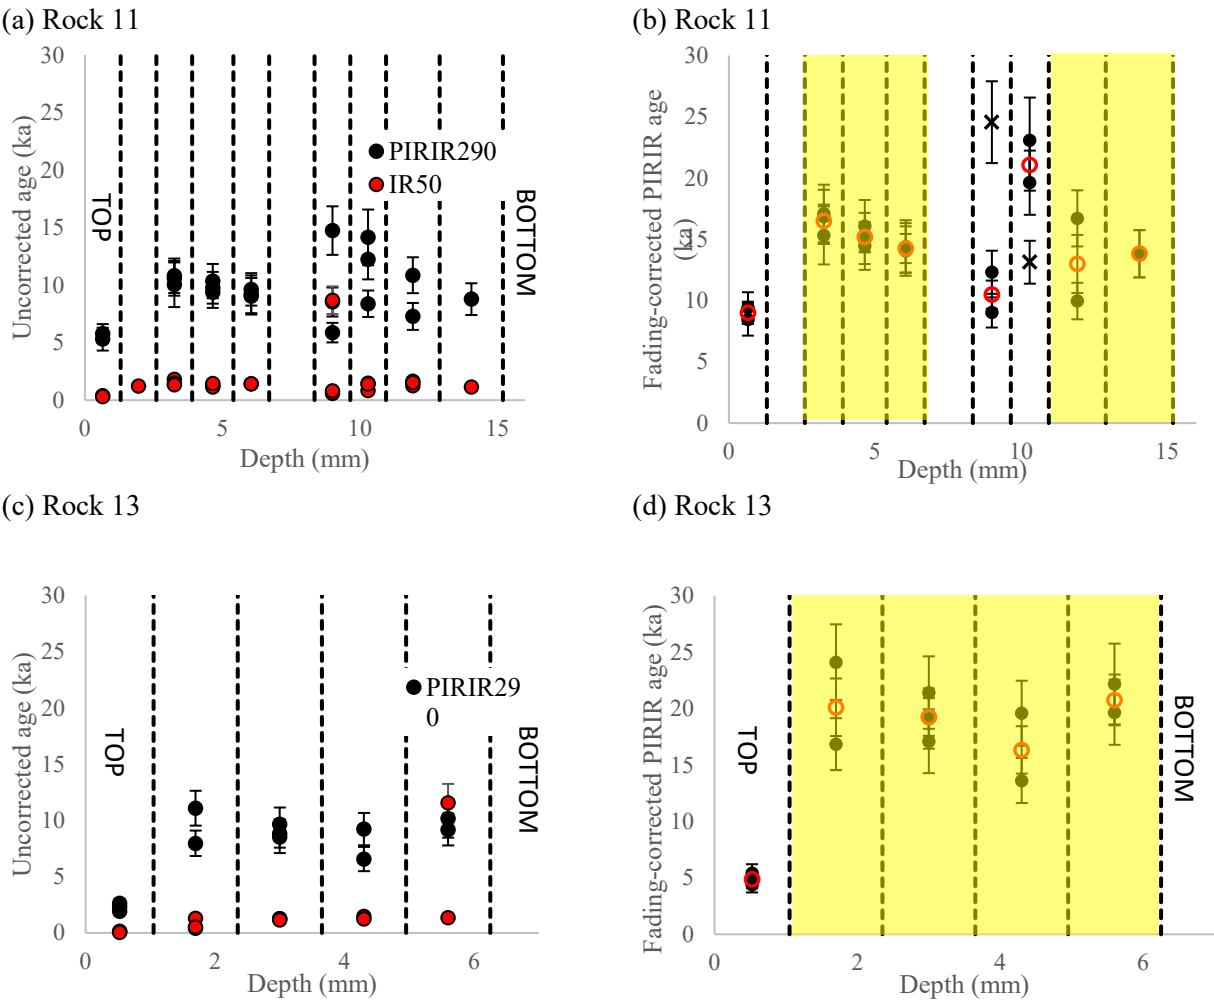 (a) Rock 11
30
25
20
15
10
5
0
Uncorrected age (ka)
TOP
PIRIR290
IR50
BOTTOM
0 5 10 15
Depth (mm)
(b) Rock 11
30
25
20
15
10
5
0
Fading-corrected PIRIR age
(ka)
0 5 10 15
Depth (mm)
(c) Rock 13
30
25
20
15
10
5
0
Uncorrected age (ka)
TOP
PIRIR29
0
BOTTOM
0 2 4 6
Depth (mm)
(d) Rock 13
30
25
20
15
10
5
0
Fading-corrected PIRIR age (ka)
TOP
BOTTOM
0 2 4 6
Depth (mm)